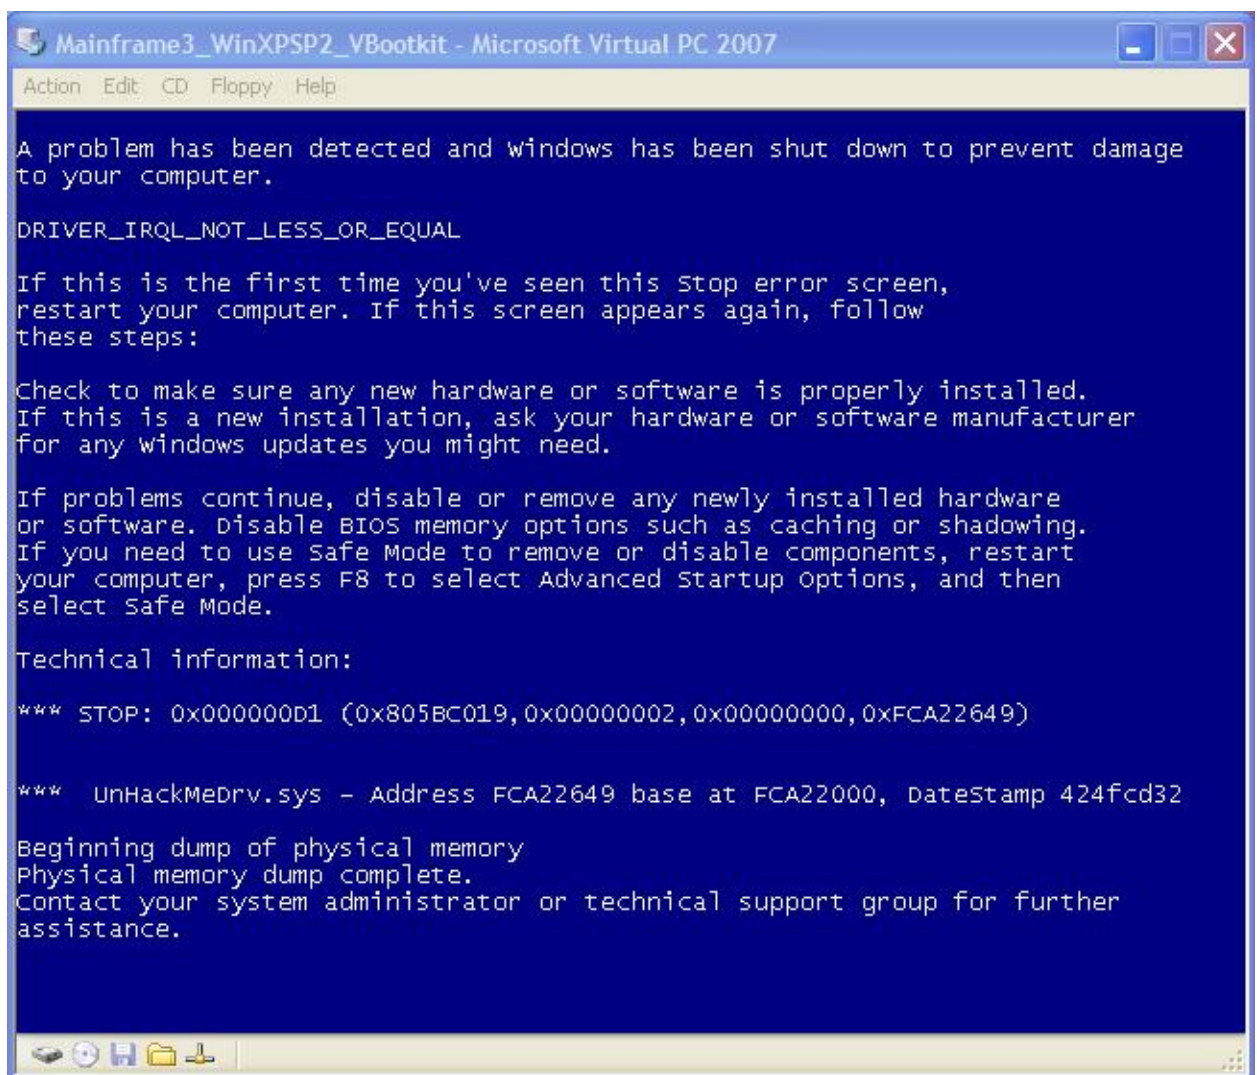 Mainframe3_WinXPSP2_VBootkit - Microsoft Virtual PC 2007
Action Edit CD Floppy Help
A problem has been detected and Windows has been shut down to prevent damage
to your computer.
DRIVER_IRQL_NOT_LESS_OR_EQUAL
If this is the first time you've seen this Stop error screen,
restart your computer. If this screen appears again, follow
these steps:
Check to make sure any new hardware or software is properly installed.
If this is a new installation, ask your hardware or software manufacturer
for any Windows updates you might need.
If problems continue, disable or remove any newly installed hardware
or software. Disable BIOS memory options such as caching or shadowing.
If you need to use Safe Mode to remove or disable components, restart
your computer, press F8 to select Advanced Startup Options, and then
select Safe Mode.
Technical information:
*** STOP: 0x000000D1 (0x805BC019,0x00000002,0x00000000,0xFCA22649)
*** UnHackMeDrv.sys – Address FCA22649 base at FCA22000, DateStamp 424fcd32
Beginning dump of physical memory
Physical memory dump complete.
Contact your system administrator or technical support group for further
assistance.